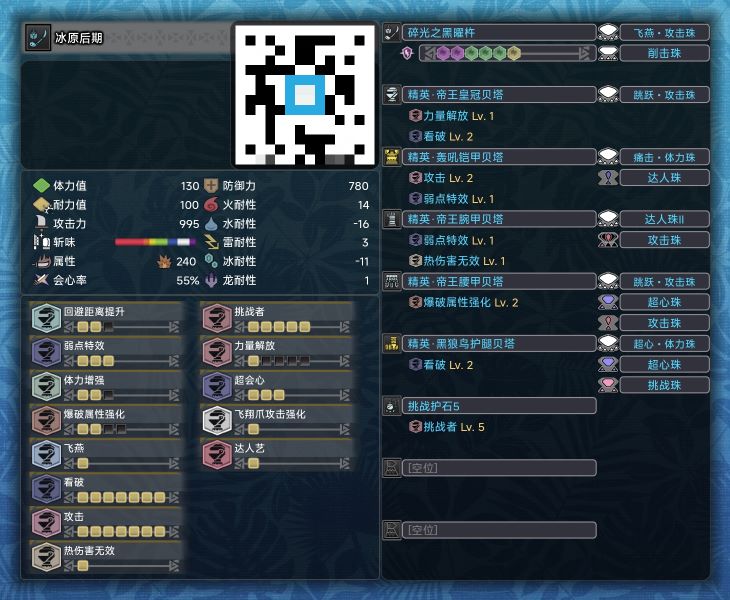 冰原后期
体力值 130 防御力 780
耐力值 100 火耐性 14
攻击力 995 水耐性 -16
斩味 雷耐性 3
属性 240 冰耐性 -11
会心率 55% 龙耐性 1
回避距离提升 挑战者
弱点特效 力量解放
体力增强 超会心
爆破属性强化 飞翔爪攻击强化
飞燕 达人艺
看破
攻击
热伤害无效
碎光之黑曜杵 飞燕·攻击珠
削击珠
精英·帝王皇冠贝塔 跳跃·攻击珠
力量解放 Lv. 1
看破 Lv. 2
精英·轰吼铠甲贝塔 痛击·体力珠
攻击 Lv. 2 达人珠
弱点特效 Lv. 1
精英·帝王腕甲贝塔 达人珠II
弱点特效 Lv. 1 攻击珠
热伤害无效 Lv. 1
精英·帝王腰甲贝塔 跳跃·攻击珠
爆破属性强化 Lv. 2 超心珠
攻击珠
精英·黑狼鸟护腿贝塔 超心·体力珠
看破 Lv. 2 超心珠
挑战珠
挑战护石5
挑战者 Lv. 5
[空位]
[空位]